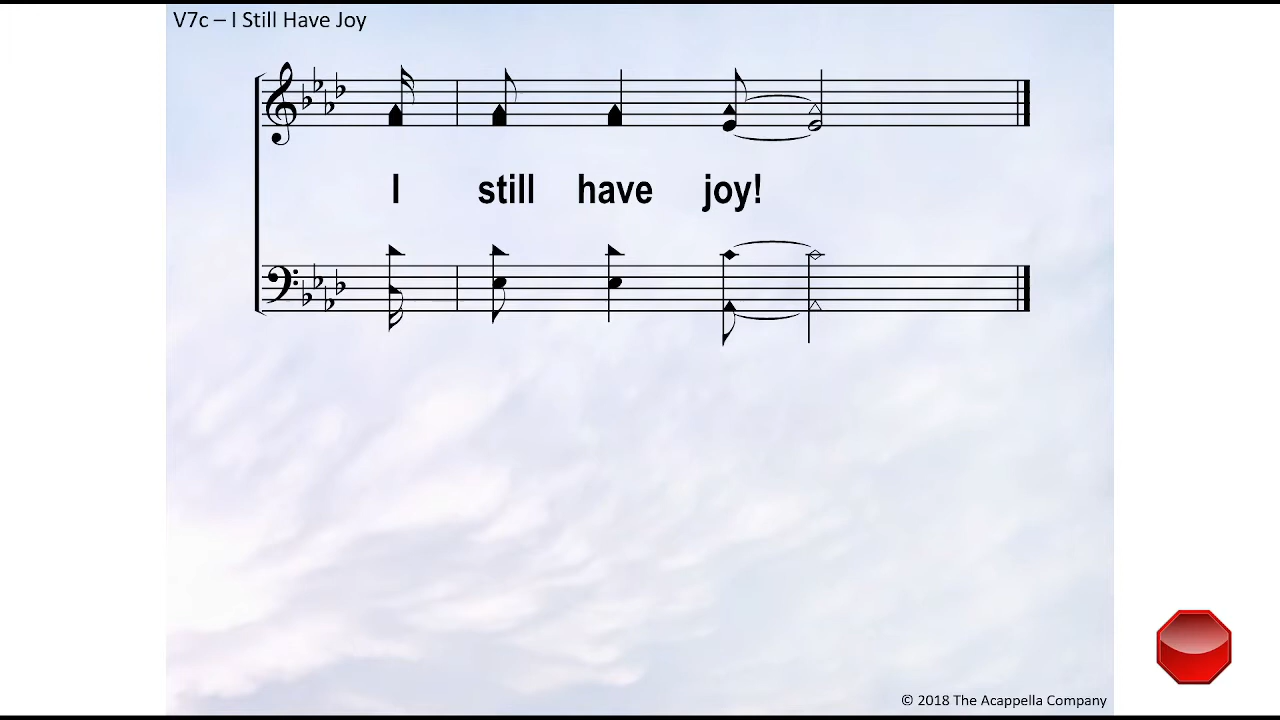 V7c – I Still Have Joy
I still have joy!
© 2018 The Acappella Company